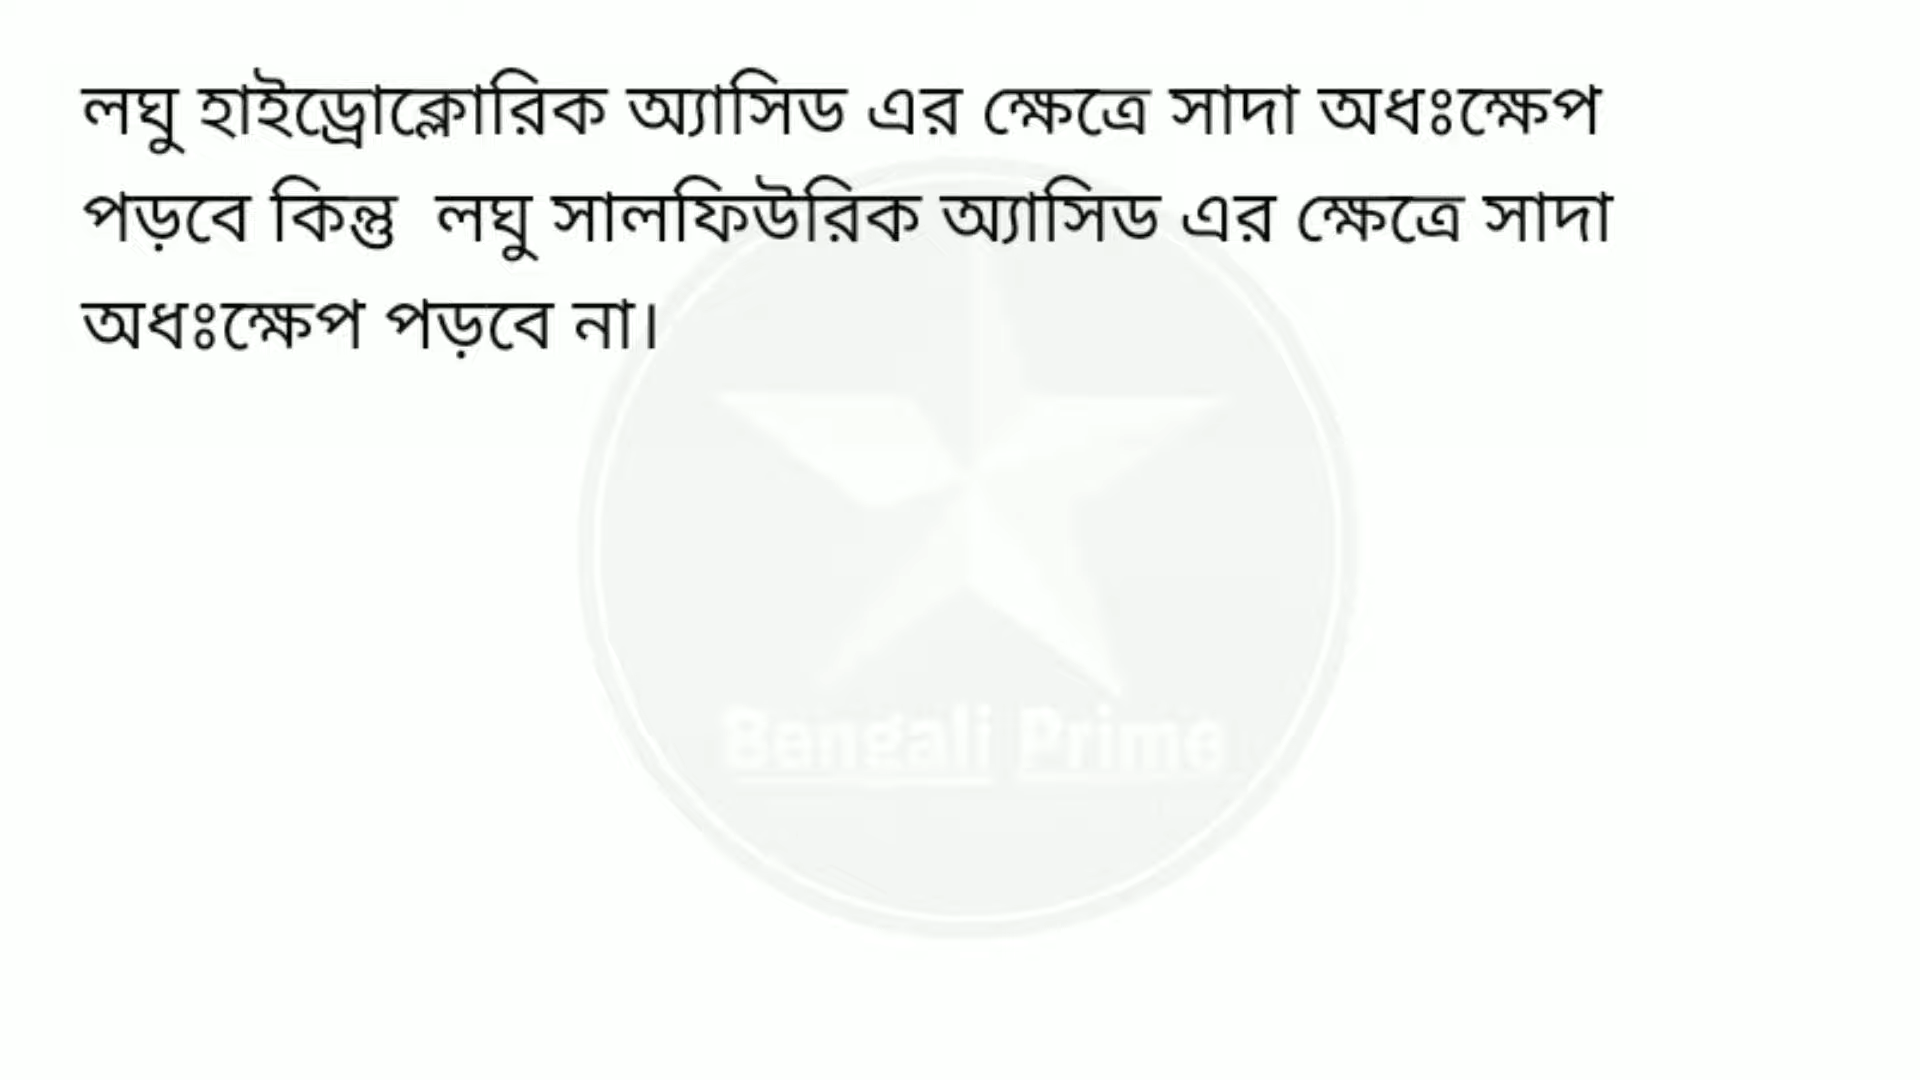 লঘু হাইড্রোক্লোরিক অ্যাসিড এর ক্ষেত্রে সাদা অধঃক্ষেপ
পড়বে কিন্তু লঘু সালফিউরিক অ্যাসিড এর ক্ষেত্রে সাদা
অধঃক্ষেপ পড়বে না।
Bengali Prime